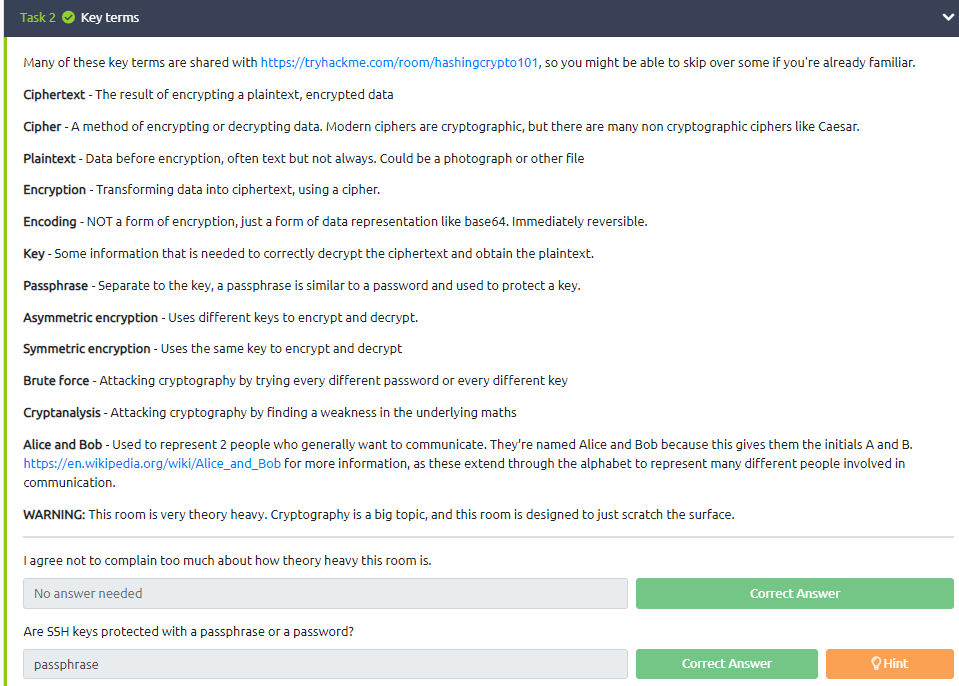 Task 2 Key terms
Many of these key terms are shared with https://tryhackme.com/room/hashingcrypto101, so you might be able to skip over some if you're already familiar.
Ciphertext - The result of encrypting a plaintext, encrypted data
Cipher - A method of encrypting or decrypting data. Modern ciphers are cryptographic, but there are many non cryptographic ciphers like Caesar.
Plaintext - Data before encryption, often text but not always. Could be a photograph or other file
Encryption - Transforming data into ciphertext, using a cipher.
Encoding - NOT a form of encryption, just a form of data representation like base64. Immediately reversible.
Key - Some information that is needed to correctly decrypt the ciphertext and obtain the plaintext.
Passphrase - Separate to the key, a passphrase is similar to a password and used to protect a key.
Asymmetric encryption - Uses different keys to encrypt and decrypt.
Symmetric encryption - Uses the same key to encrypt and decrypt
Brute force - Attacking cryptography by trying every different password or every different key
Cryptanalysis - Attacking cryptography by finding a weakness in the underlying maths
Alice and Bob - Used to represent 2 people who generally want to communicate. They're named Alice and Bob because this gives them the initials A and B.
https://en.wikipedia.org/wiki/Alice_and_Bob for more information, as these extend through the alphabet to represent many different people involved in
communication.
WARNING: This room is very theory heavy. Cryptography is a big topic, and this room is designed to just scratch the surface.
I agree not to complain too much about how theory heavy this room is.
No answer needed Correct Answer
Are SSH keys protected with a passphrase or a password?
passphrase Correct Answer Hint